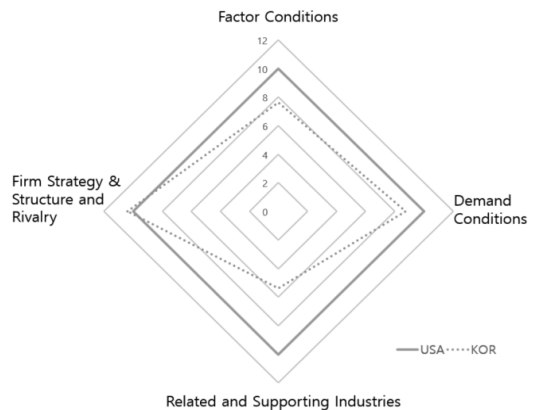 Factor Conditions
12
10
8
6
4
2
0
Firm Strategy &
Structure and
Rivalry
Demand
Conditions
USA
KOR
Related and Supporting Industries